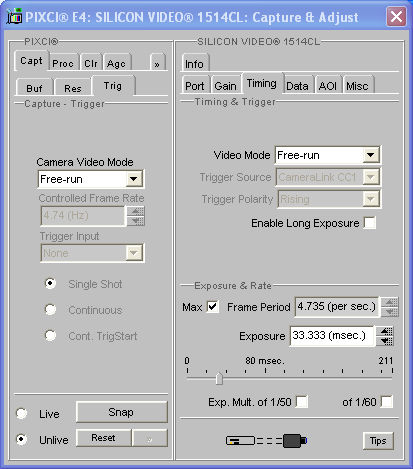 PIXCI® E4: SILICON VIDEO® 1514CL: Capture & Adjust
PIXCI®
Capt Proc Clr Agc »
Buf Res Trig
Capture - Trigger
Camera Video Mode
Free-run
Controlled Frame Rate
4.74 (Hz)
Trigger Input
None
Single Shot
Continuous
Cont. TrigStart
Live Snap
Unlive Reset »
SILICON VIDEO® 1514CL
Info
Port Gain Timing Data AOI Misc
Timing & Trigger
Video Mode Free-run
Trigger Source CameraLink CC1
Trigger Polarity Rising
Enable Long Exposure
Exposure & Rate
Max Frame Period 4.735 (per sec.)
Exposure 33.333 (msec.)
0 80 msec. 211
Exp. Mult. of 1/50 of 1/60
Tips